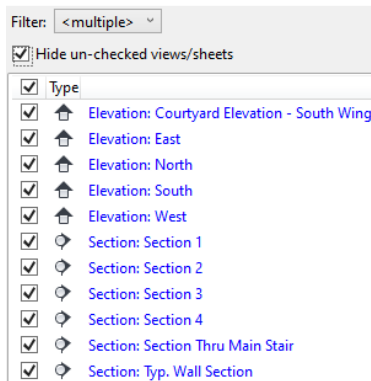 Filter: <multiple>
Hide un-checked views/sheets
Type
Elevation: Courtyard Elevation - South Wing
Elevation: East
Elevation: North
Elevation: South
Elevation: West
Section: Section 1
Section: Section 2
Section: Section 3
Section: Section 4
Section: Section Thru Main Stair
Section: Typ. Wall Section